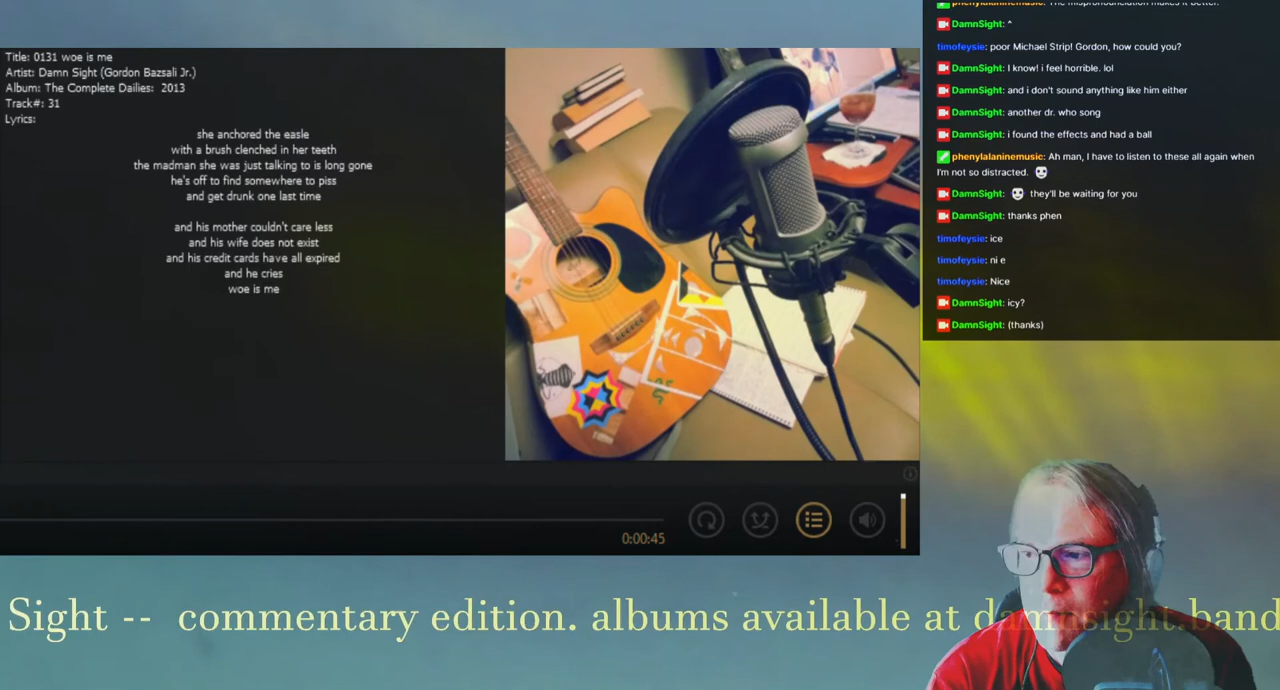 Title: 0131 woe is me
Artist: Damn Sight (Gordon Bazsali Jr.)
Album: The Complete Dailies:  2013
Track#: 31
Lyrics:
she anchored the easle
with a brush clenched in her teeth
the madman she was just talking to is long gone
he's off to find somewhere to piss
and get drunk one last time
and his mother couldn't care less
and his wife does not exist
and his credit cards have all expired
and he cries
woe is me
0:00:45
phenylalaninemusic: The mispronounciation makes it better.
DamnSight: ^
timofeysie: poor Michael Strip! Gordon, how could you?
DamnSight: I know! i feel horrible. lol
DamnSight: and i don't sound anything like him either
DamnSight: another dr. who song
DamnSight: i found the effects and had a ball
phenylalaninemusic: Ah man, I have to listen to these all again when
I'm not so distracted.
DamnSight: they'll be waiting for you
DamnSight: thanks phen
timofeysie: ice
timofeysie: ni e
timofeysie: Nice
DamnSight: icy?
DamnSight: (thanks)
Sight --  commentary edition. albums available at damnsight.band